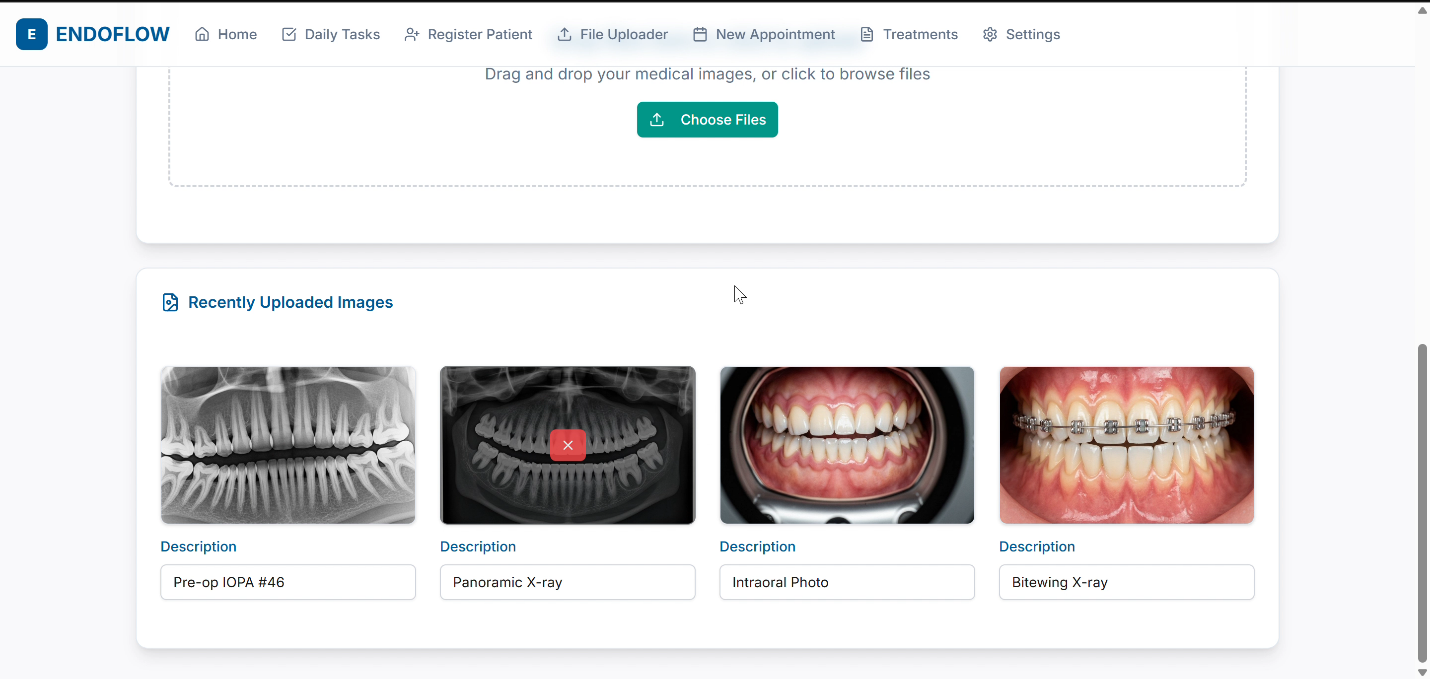 E ENDOFLOW Home Daily Tasks Register Patient File Uploader New Appointment Treatments Settings
Drag and drop your medical images, or click to browse files
Choose Files
Recently Uploaded Images
Description Description Description Description
Pre-op IOPA #46 Panoramic X-ray Intraoral Photo Bitewing X-ray